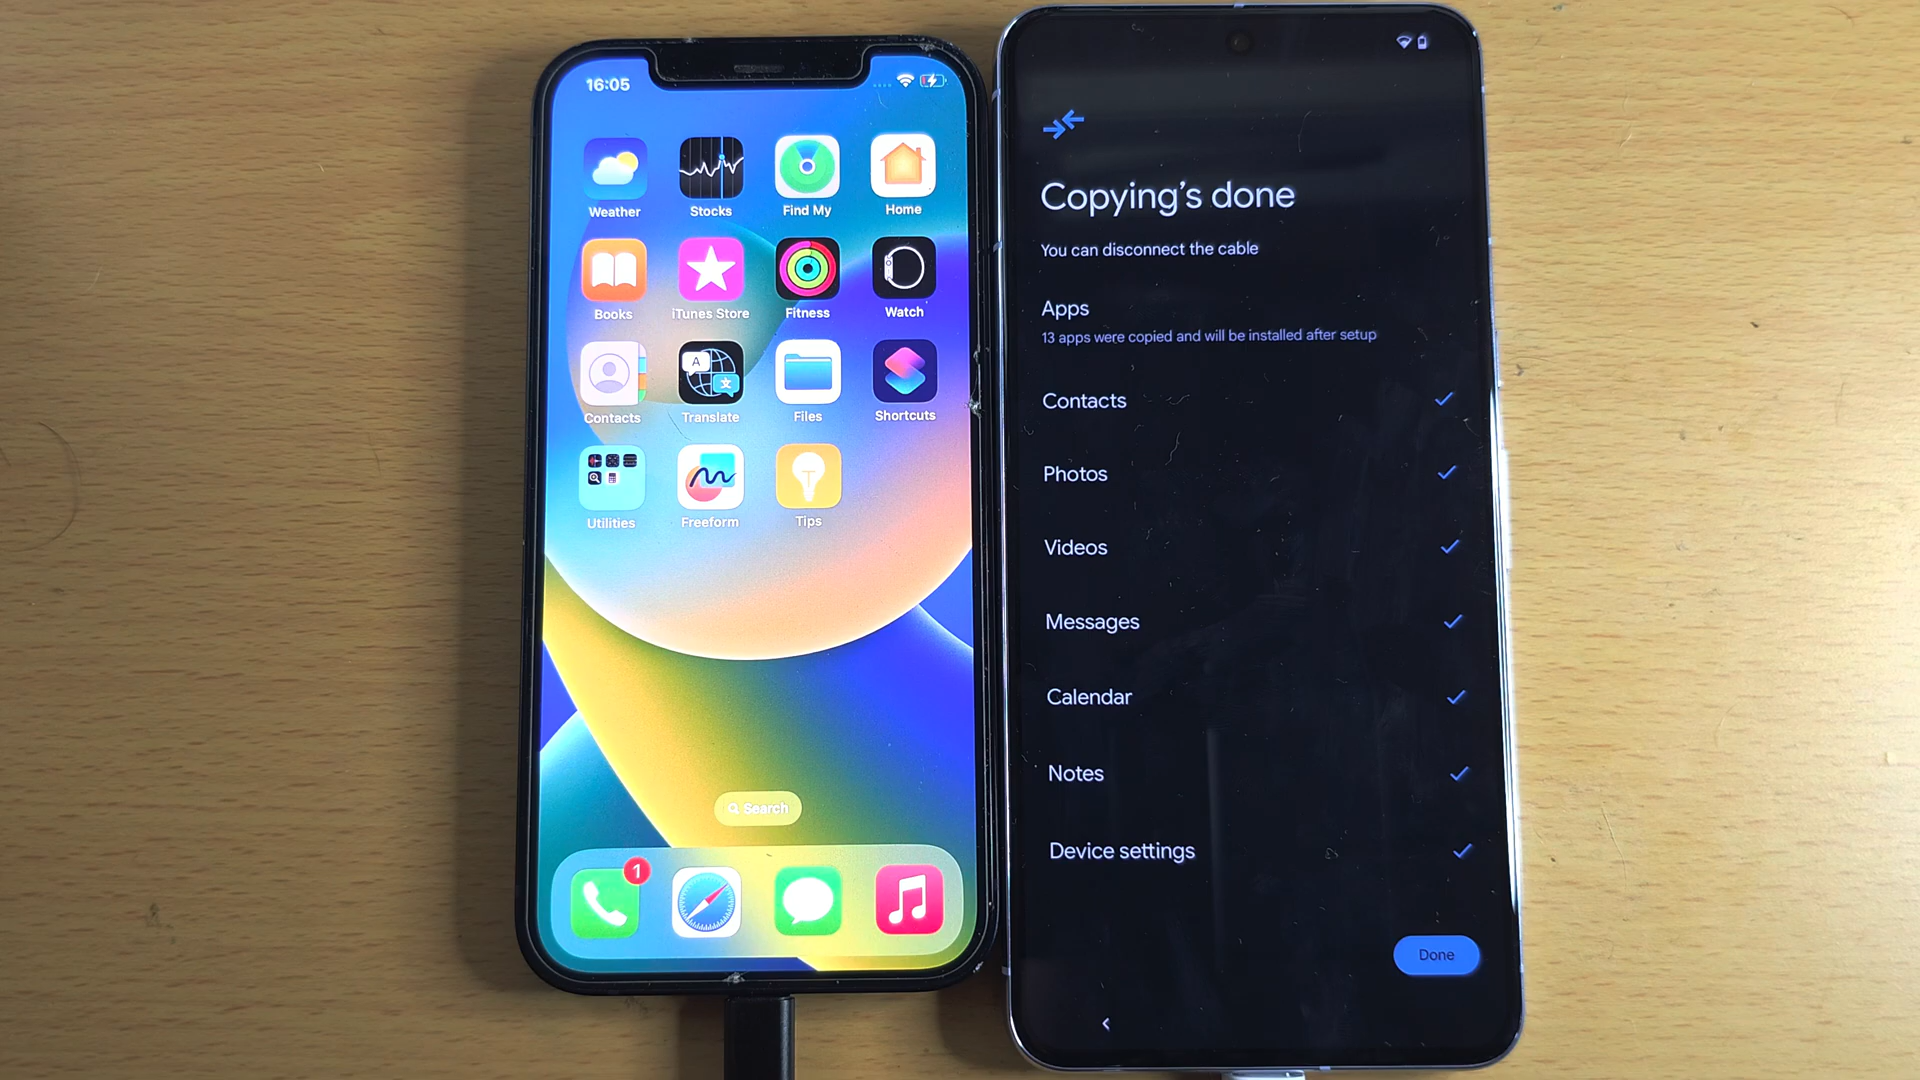 16:05
Weather
Stocks
Find My
Home
Books
iTunes Store
Fitness
Watch
Contacts
Translate
Files
Shortcuts
Utilities
Freeform
Tips
Search
1
Copying's done
You can disconnect the cable
Apps
13 apps were copied and will be installed after setup
Contacts
Photos
Videos
Messages
Calendar
Notes
Device settings
Done